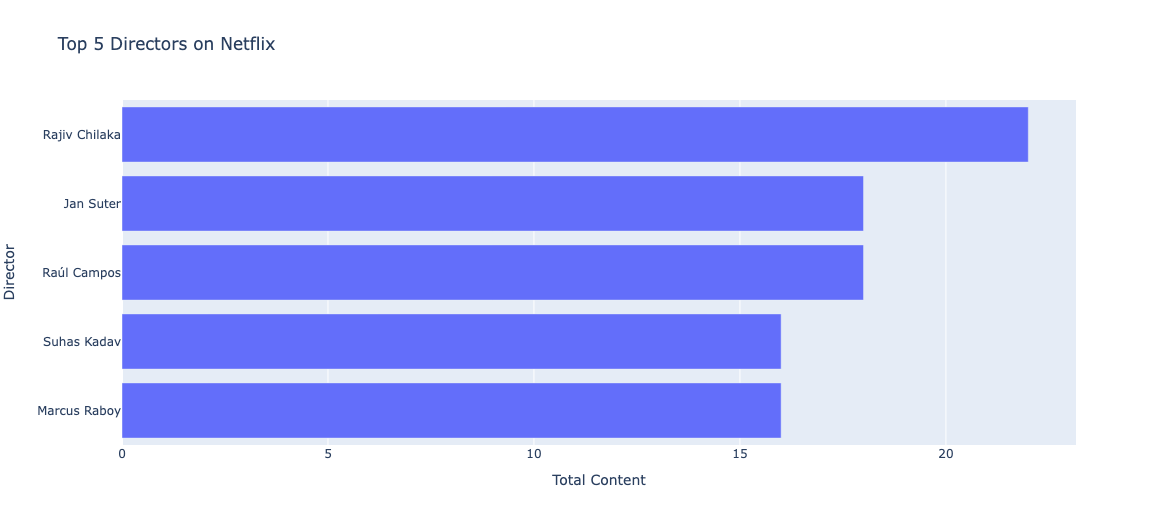 Top 5 Directors on Netflix
Director
Rajiv Chilaka
Jan Suter
Raúl Campos
Suhas Kadav
Marcus Raboy
0 5 10 15 20
Total Content